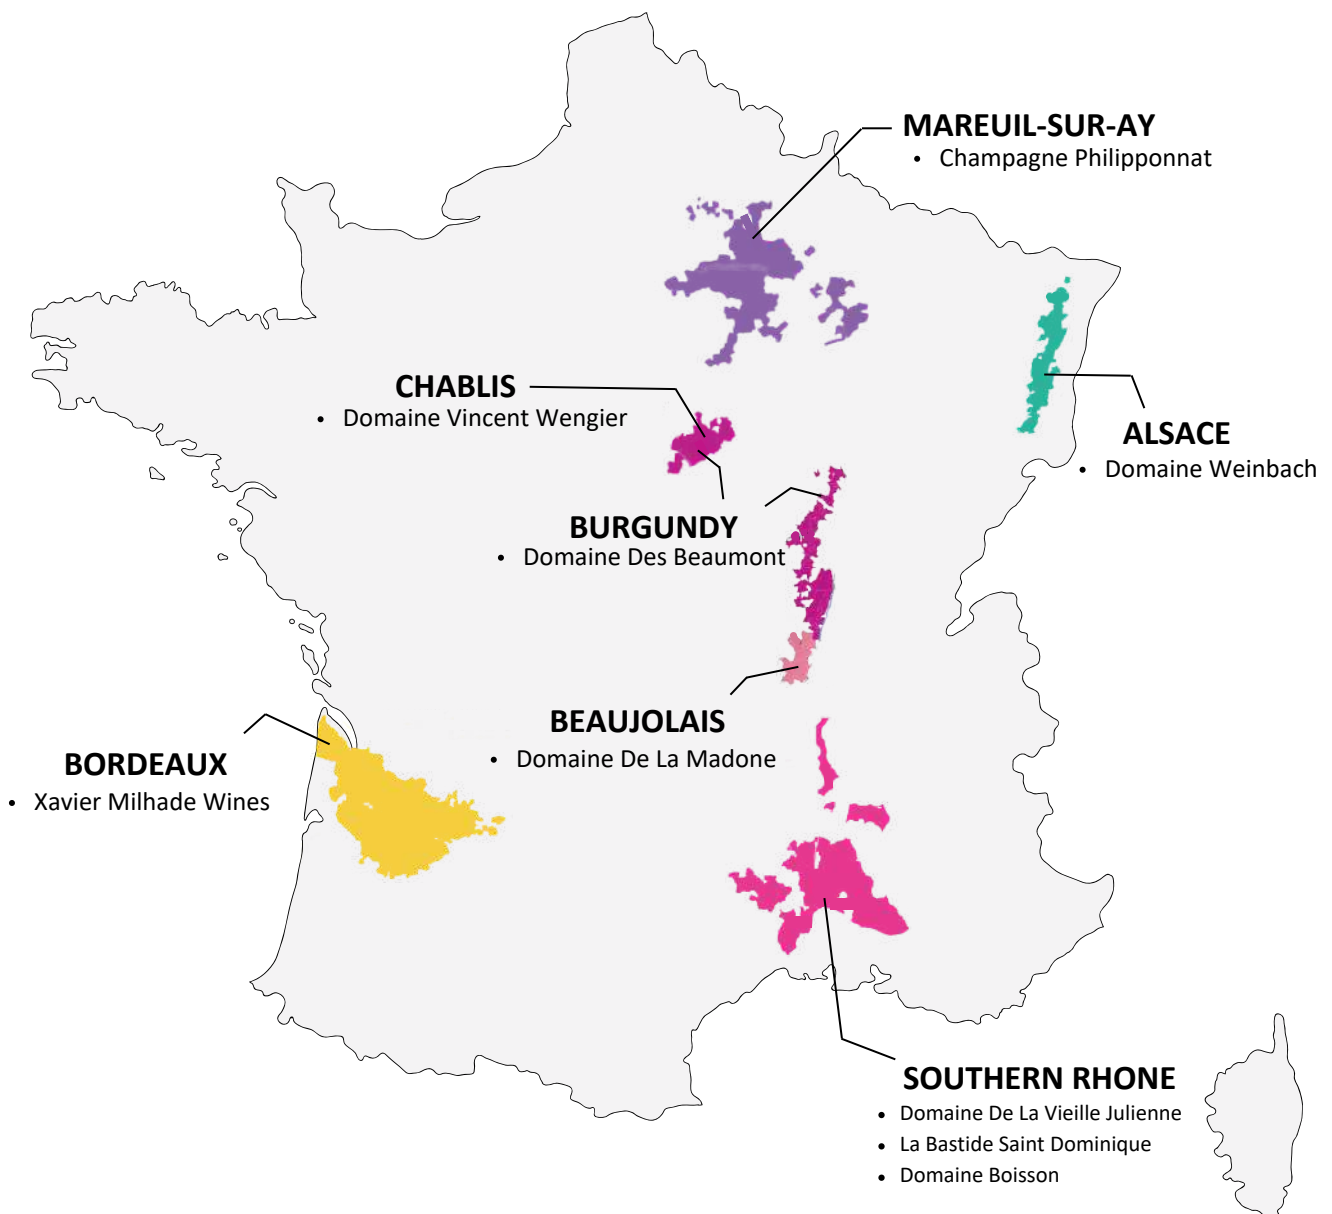 MAREUIL-SUR-AY
• Champagne Philipponnat
CHABLIS
• Domaine Vincent Wengier
ALSACE
• Domaine Weinbach
BURGUNDY
• Domaine Des Beaumont
BEAUJOLAIS
• Domaine De La Madone
BORDEAUX
• Xavier Milhade Wines
SOUTHERN RHONE
• Domaine De La Vieille Julienne
• La Bastide Saint Dominique
• Domaine Boisson